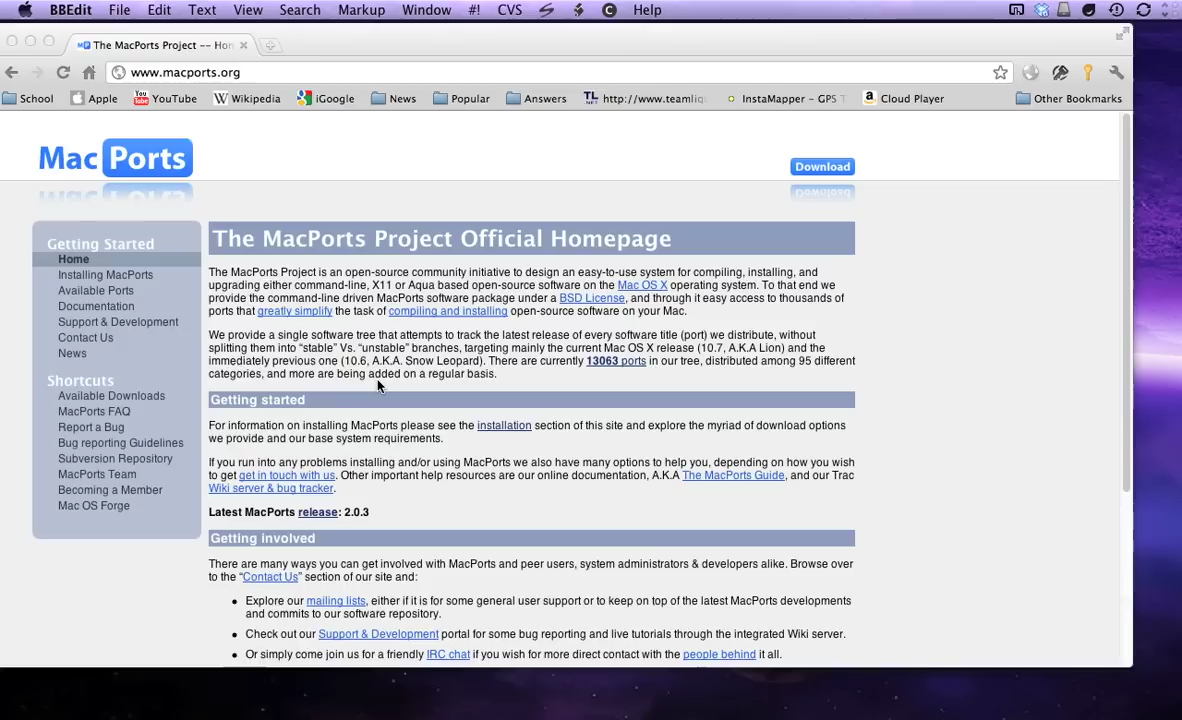 BBEdit File Edit Text View Search Markup Window #! CVS Help
The MacPorts Project -- Hor
www.macports.org
School Apple YouTube Wikipedia iGoogle News Popular Answers http://www.teamliq InstaMapper - GPS T Cloud Player Other Bookmarks
MacPorts
Download
Getting Started
Home
Installing MacPorts
Available Ports
Documentation
Support & Development
Contact Us
News
Shortcuts
Available Downloads
MacPorts FAQ
Report a Bug
Bug reporting Guidelines
Subversion Repository
MacPorts Team
Becoming a Member
Mac OS Forge
The MacPorts Project Official Homepage
The MacPorts Project is an open-source community initiative to design an easy-to-use system for compiling, installing, and
upgrading either command-line, X11 or Aqua based open-source software on the Mac OS X operating system. To that end we
provide the command-line driven MacPorts software package under a BSD License, and through it easy access to thousands of
ports that greatly simplify the task of compiling and installing open-source software on your Mac.
We provide a single software tree that attempts to track the latest release of every software title (port) we distribute, without
splitting them into “stable” Vs. “unstable” branches, targeting mainly the current Mac OS X release (10.7, A.K.A Lion) and the
immediately previous one (10.6, A.K.A. Snow Leopard). There are currently 13063 ports in our tree, distributed among 95 different
categories, and more are being added on a regular basis.
Getting started
For information on installing MacPorts please see the installation section of this site and explore the myriad of download options
we provide and our base system requirements.
If you run into any problems installing and/or using MacPorts we also have many options to help you, depending on how you wish
to get get in touch with us. Other important help resources are our online documentation, A.K.A The MacPorts Guide, and our Trac
Wiki server & bug tracker.
Latest MacPorts release: 2.0.3
Getting involved
There are many ways you can get involved with MacPorts and peer users, system administrators & developers alike. Browse over
to the “Contact Us” section of our site and:
● Explore our mailing lists, either if it is for some general user support or to keep on top of the latest MacPorts developments
and commits to our software repository.
● Check out our Support & Development portal for some bug reporting and live tutorials through the integrated Wiki server.
● Or simply come join us for a friendly IRC chat if you wish for more direct contact with the people behind it all.